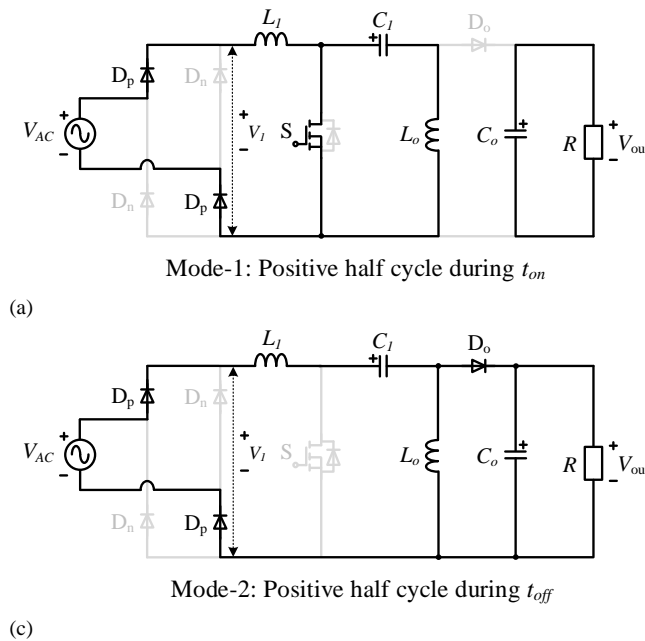 L1 C1 Do
Dp Dn
VAC + − + V1 − S Lo Co + R + Vou −
Dn Dp
Mode-1: Positive half cycle during ton
(a)
L1 C1 Do
Dp Dn
VAC + − + V1 − S Lo Co + R + Vou −
Dn Dp
Mode-2: Positive half cycle during toff
(c)